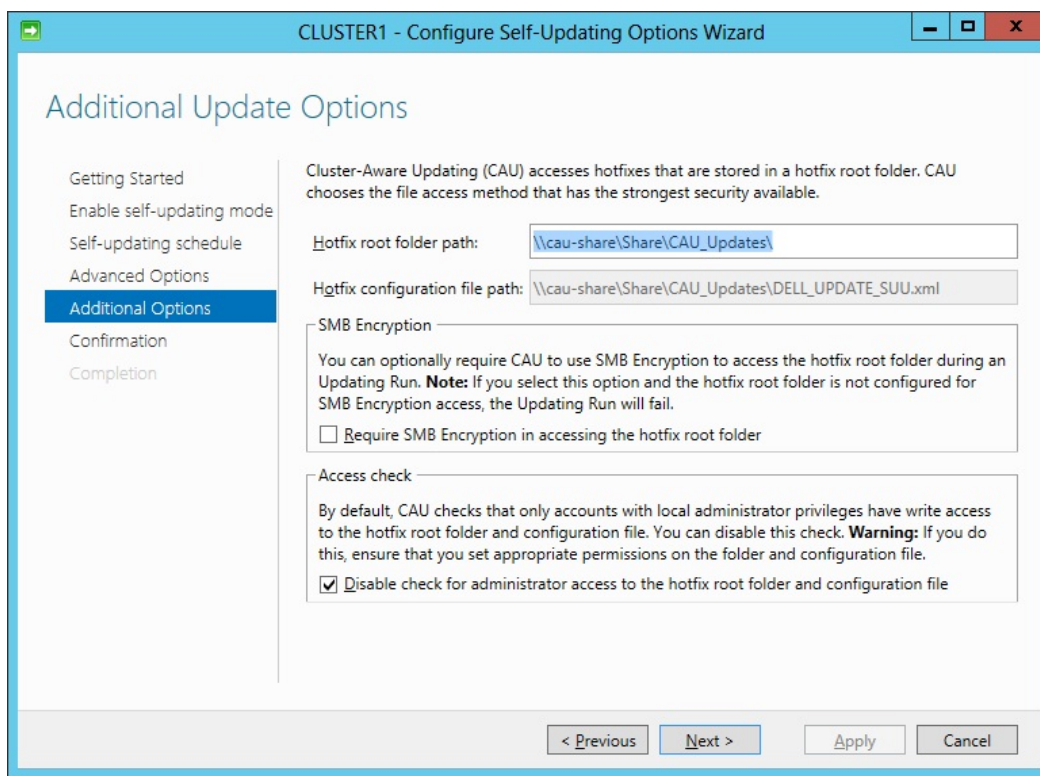 CLUSTER1 - Configure Self-Updating Options Wizard
Additional Update Options
Getting Started
Enable self-updating mode
Self-updating schedule
Advanced Options
Additional Options
Confirmation
Completion
Cluster-Aware Updating (CAU) accesses hotfixes that are stored in a hotfix root folder. CAU
chooses the file access method that has the strongest security available.
Hotfix root folder path: \\cau-share\Share\CAU_Updates\
Hotfix configuration file path: \\cau-share\Share\CAU_Updates\DELL_UPDATE_SUU.xml
SMB Encryption
You can optionally require CAU to use SMB Encryption to access the hotfix root folder during an
Updating Run. Note: If you select this option and the hotfix root folder is not configured for
SMB Encryption access, the Updating Run will fail.
Require SMB Encryption in accessing the hotfix root folder
Access check
By default, CAU checks that only accounts with local administrator privileges have write access
to the hotfix root folder and configuration file. You can disable this check. Warning: If you do
this, ensure that you set appropriate permissions on the folder and configuration file.
Disable check for administrator access to the hotfix root folder and configuration file
< Previous
Next >
Apply
Cancel